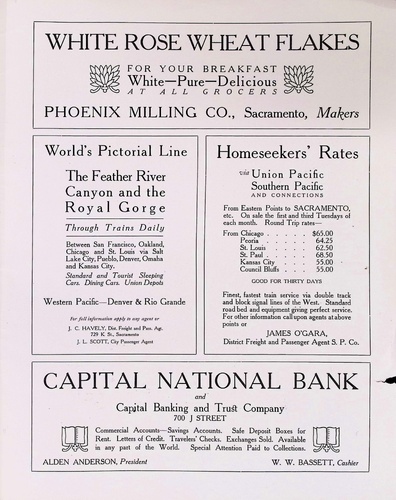 WHITE ROSE WHEAT FLAKES
FOR YOUR BREAKFAST
White—Pure—Delicious
AT ALL GROCERS
PHOENIX MILLING CO., Sacramento, Makers
World's Pictorial Line
The Feather River
Canyon and the
Royal Gorge
Through Trains Daily
Between San Francisco, Oakland,
Chicago and St. Louis via Salt
Lake City, Pueblo, Denver, Omaha
and Kansas City.
Standard and Tourist Sleeping
Cars. Dining Cars. Union Depots
Western Pacific—Denver & Rio Grande
For full information apply to any agent or
J. C. HAVELY, Dist. Freight and Pass. Agt.
729 K St., Sacramento
J. L. SCOTT, City Passenger Agent
Homeseekers' Rates
via Union Pacific
Southern Pacific
AND CONNECTIONS
From Eastern Points to SACRAMENTO,
etc. On sale the first and third Tuesdays of
each month. Round Trip rates—
From Chicago . . . . . $65.00
Peoria . . . . . 64.25
St. Louis . . . . . 62.50
St. Paul . . . . . 68.50
Kansas City . . . . 55.00
Council Bluffs . . . . 55.00
GOOD FOR THIRTY DAYS
Finest, fastest train service via double track
and block signal lines of the West. Standard
road bed and equipment giving perfect service.
For other information call upon agents at above
points or
JAMES O'GARA,
District Freight and Passenger Agent S. P. Co.
CAPITAL NATIONAL BANK
and
Capital Banking and Trust Company
700 J STREET
Commercial Accounts—Savings Accounts. Safe Deposit Boxes for
Rent. Letters of Credit. Travelers' Checks. Exchanges Sold. Available
in any part of the World. Special Attention Paid to Collections.
ALDEN ANDERSON, President
W. W. BASSETT, Cashier